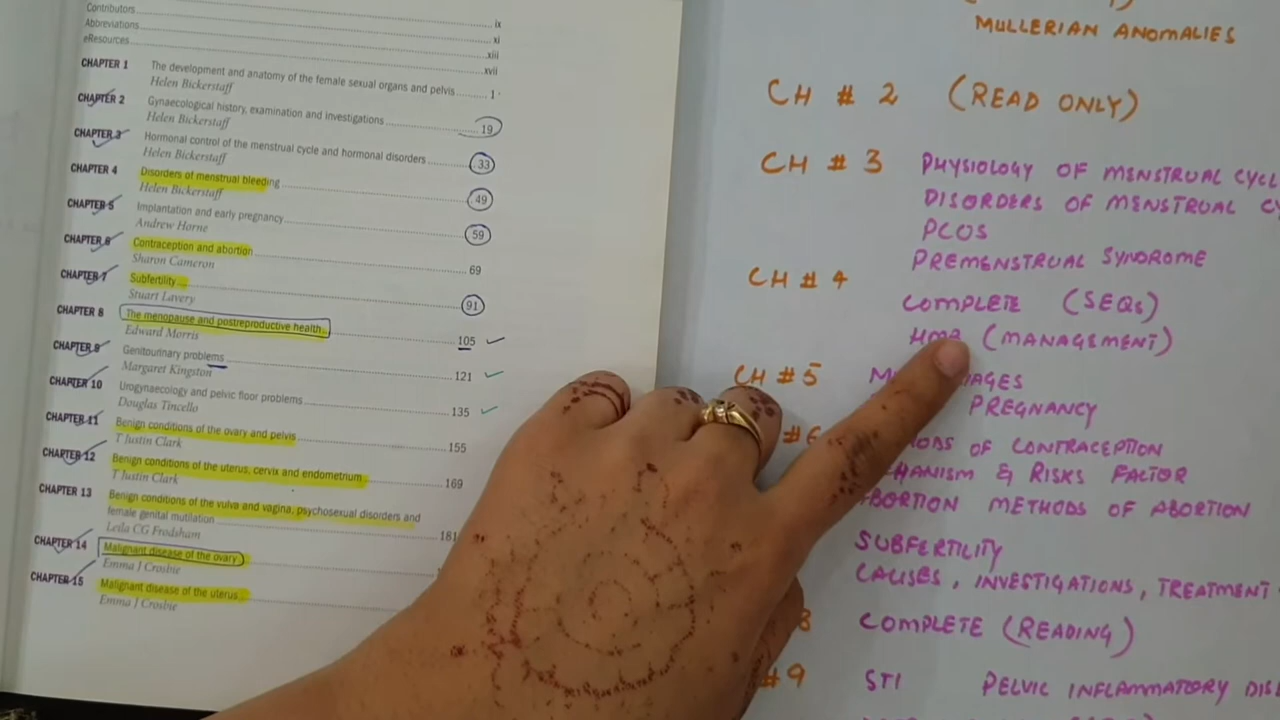 Contributors ix
Abbreviations xi
eResources xiii
xvii
CHAPTER 1 The development and anatomy of the female sexual organs and pelvis 1
Helen Bickerstaff
CHAPTER 2 Gynaecological history, examination and investigations 19
Helen Bickerstaff
CHAPTER 3 Hormonal control of the menstrual cycle and hormonal disorders 33
Helen Bickerstaff
CHAPTER 4 Disorders of menstrual bleeding 49
Helen Bickerstaff
CHAPTER 5 Implantation and early pregnancy 59
Andrew Horne
CHAPTER 6 Contraception and abortion 69
Sharon Cameron
CHAPTER 7 Subfertility 91
Stuart Lavery
CHAPTER 8 The menopause and postreproductive health 105
Edward Morris
CHAPTER 9 Genitourinary problems 121
Margaret Kingston
CHAPTER 10 Urogynaecology and pelvic floor problems 135
Douglas Tincello
CHAPTER 11 Benign conditions of the ovary and pelvis 155
T Justin Clark
CHAPTER 12 Benign conditions of the uterus, cervix and endometrium 169
T Justin Clark
CHAPTER 13 Benign conditions of the vulva and vagina, psychosexual disorders and
female genital mutilation 181
Leila CG Frodsham
CHAPTER 14 Malignant disease of the ovary
Emma J Crosbie
CHAPTER 15 Malignant disease of the uterus
Emma J Crosbie
MULLERIAN ANOMALIES
CH # 2 (READ ONLY)
CH # 3 PHYSIOLOGY OF MENSTRUAL CYCL
DISORDERS OF MENSTRUAL CY
PCOS
PREMENSTRUAL SYNDROME
CH # 4
COMPLETE (SEQs)
HMB (MANAGEMENT)
CH # 5
PREGNANCY
# 6 OF CONTRACEPTION
& RISKS FACTOR
ABORTION METHODS OF ABORTION
SUBFERTILITY
CAUSES, INVESTIGATIONS, TREATMENT
8 COMPLETE (READING)
# 9 STI PELVIC INFLAMMATORY DIS